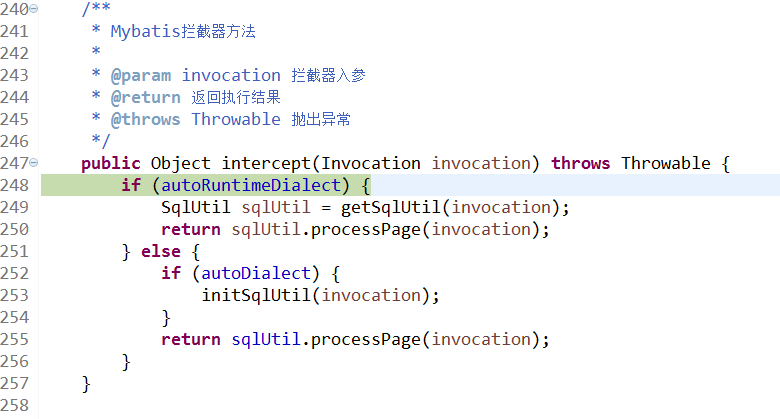 240 /**
241 * Mybatis拦截器方法
242 *
243 * @param invocation 拦截器入参
244 * @return 返回执行结果
245 * @throws Throwable 抛出异常
246 */
247 public Object intercept(Invocation invocation) throws Throwable {
248 if (autoRuntimeDialect) {
249 SqlUtil sqlUtil = getSqlUtil(invocation);
250 return sqlUtil.processPage(invocation);
251 } else {
252 if (autoDialect) {
253 initSqlUtil(invocation);
254 }
255 return sqlUtil.processPage(invocation);
256 }
257 }
258